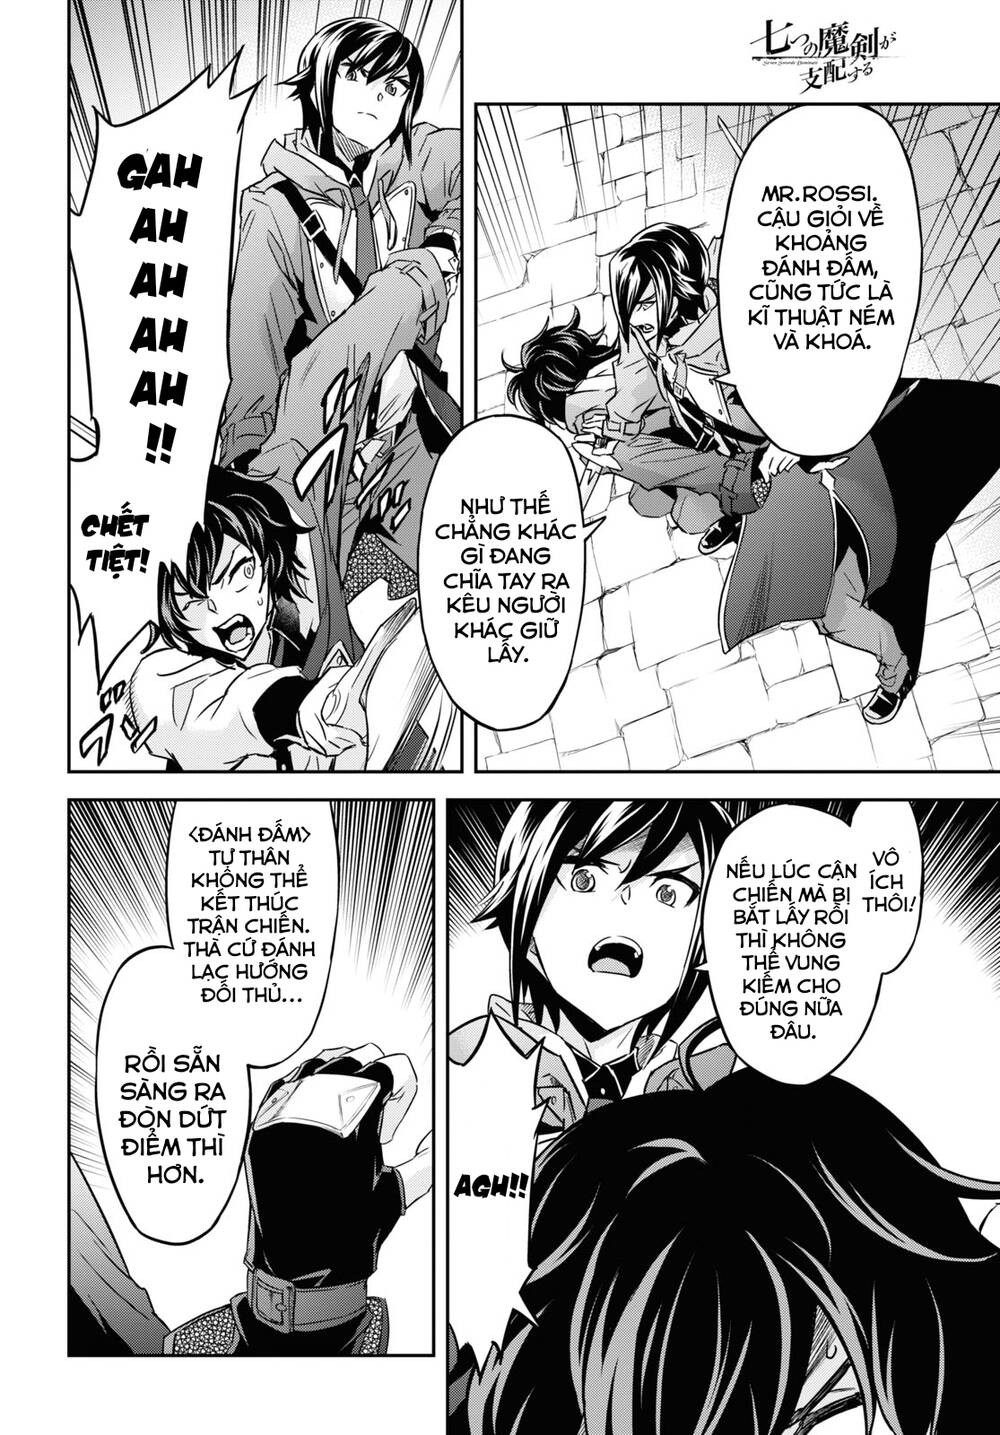 七つの魔剣が
Seven Swords Dominate
支配する
MR.ROSSI.
CẬU GIỎI VỀ
KHOẢNG
ĐÁNH ĐẤM,
CŨNG TỨC LÀ
KĨ THUẬT NÉM
VÀ KHOÁ.
NHƯ THẾ
CHẲNG KHÁC
GÌ ĐANG
CHĨA TAY RA
KÊU NGƯỜI
KHÁC GIỮ
LẤY.
GAH
AH
AH
AH
AH
!!
CHẾT
TIỆT!
VÔ
ÍCH
THÔI!
NẾU LÚC CẬN
CHIẾN MÀ BỊ
BẮT LẤY RỒI
THÌ KHÔNG
THỂ VUNG
KIẾM CHO
ĐÚNG NỮA
ĐÂU.
AGH!!
〈ĐÁNH ĐẤM〉
TỰ THÂN
KHÔNG THỂ
KẾT THÚC
TRẬN CHIẾN.
THÀ CỨ ĐÁNH
LẠC HƯỚNG
ĐỐI THỦ...
RỒI SẴN
SÀNG RA
ĐÒN DỨT
ĐIỂM THÌ
HƠN.